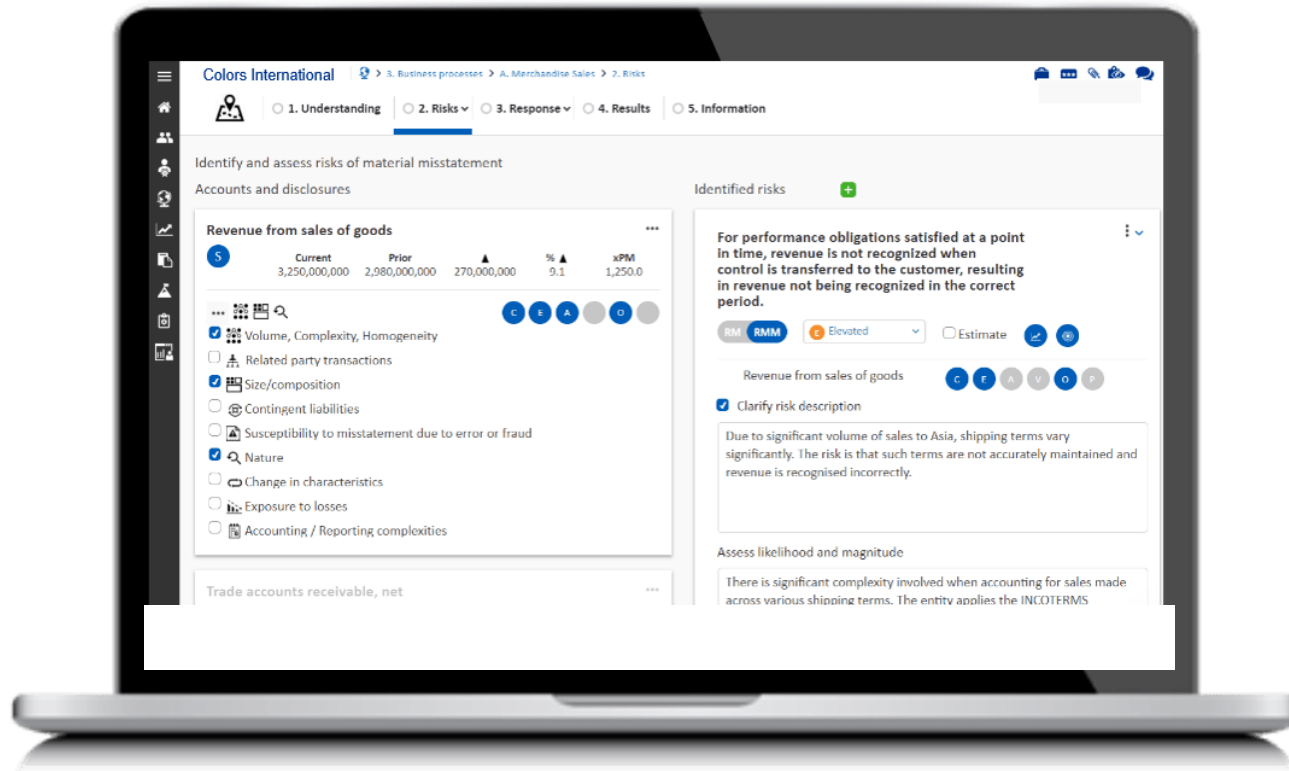 Colors International
> 3. Business processes > A. Merchandise Sales > 2. Risks
1. Understanding
2. Risks
3. Response
4. Results
5. Information
Identify and assess risks of material misstatement
Accounts and disclosures
Revenue from sales of goods
S
Current Prior ▲ % ▲ xPM
3,250,000,000 2,980,000,000 270,000,000 9.1 1,250.0
C E A O
Volume, Complexity, Homogeneity
Related party transactions
Size/composition
Contingent liabilities
Susceptibility to misstatement due to error or fraud
Nature
Change in characteristics
Exposure to losses
Accounting / Reporting complexities
Trade accounts receivable, net
Identified risks
For performance obligations satisfied at a point
in time, revenue is not recognized when
control is transferred to the customer, resulting
in revenue not being recognized in the correct
period.
RM RMM
E Elevated
Estimate
Revenue from sales of goods
C E A V O P
Clarify risk description
Due to significant volume of sales to Asia, shipping terms vary
significantly. The risk is that such terms are not accurately maintained and
revenue is recognised incorrectly.
Assess likelihood and magnitude
There is significant complexity involved when accounting for sales made
across various shipping terms. The entity applies the INCOTERMS